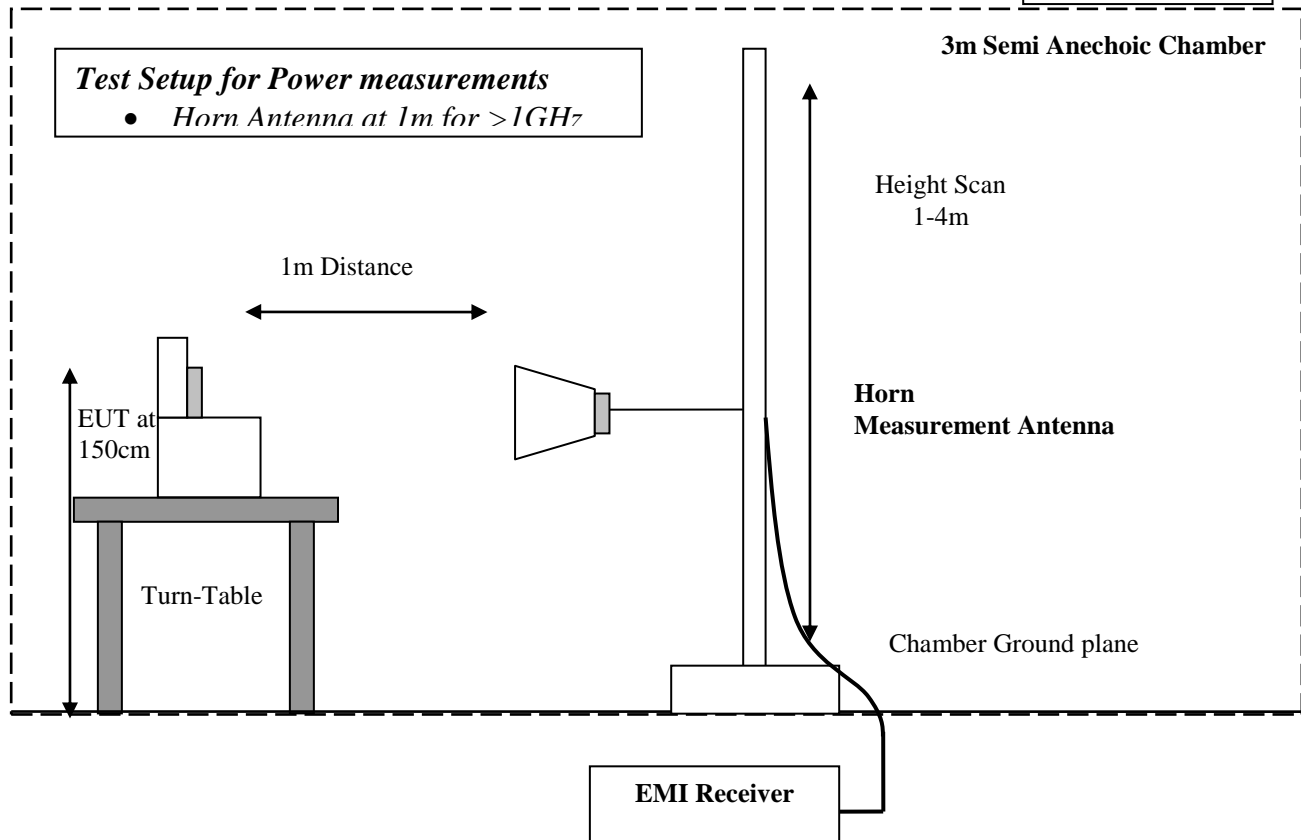 3m Semi Anechoic Chamber
Test Setup for Power measurements
• Horn Antenna at 1m for >1GHz
Height Scan
1-4m
1m Distance
EUT at
150cm
Horn
Measurement Antenna
Turn-Table
Chamber Ground plane
EMI Receiver